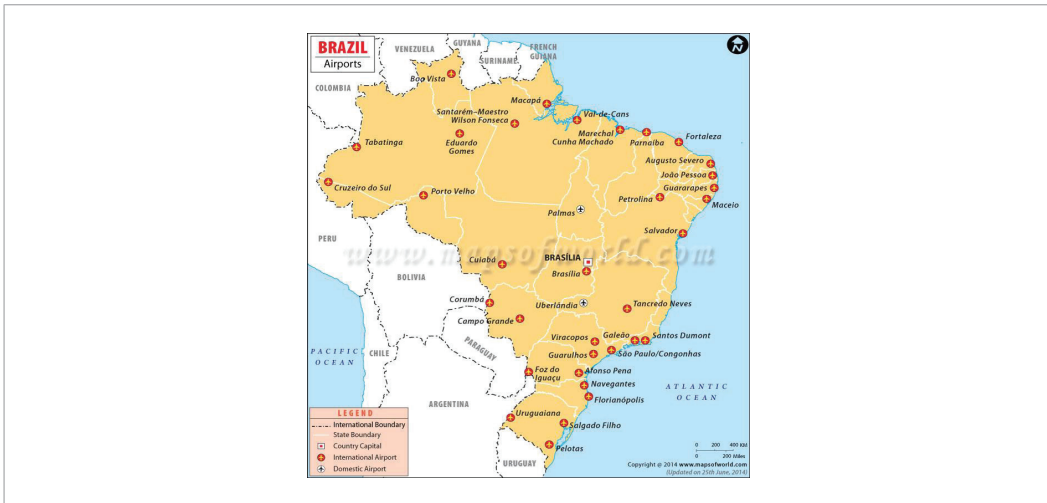 BRAZIL
Airports
VENEZUELA
GUYANA
SURINAME
FRENCH
GUIANA
COLOMBIA
Boa Vista
Macapá
Santarém-Maestro
Wilson Fonseca
Val-de-Cans
Tabatinga
Eduardo
Gomes
Marechal
Cunha Machado
Parnaiba
Fortaleza
Augusto Severo
João Pessoa
Guararapes
Cruzeiro do Sul
Porto Velho
Petrolina
Maceio
Palmas
Salvador
PERU
www.mapsofworld.com
BRASÍLIA
Cuiabá
Brasília
BOLIVIA
Corumbá
Uberlândia
Tancredo Neves
Campo Grande
Viracopos
Galeão
Santos Dumont
PARAGUAY
Guarulhos
São Paulo/Congonhas
PACIFIC
OCEAN
CHILE
Foz do
Iguaçu
Afonso Pena
Navegantes
ATLANTIC
OCEAN
Florianópolis
ARGENTINA
Uruguaiana
Salgado Filho
Pelotas
URUGUAY
LEGEND
International Boundary
State Boundary
Country Capital
International Airport
Domestic Airport
0 200 400 KM
0 200 Miles
Copyright @ 2014 www.mapsofworld.com
(Updated on 25th June, 2014)
N